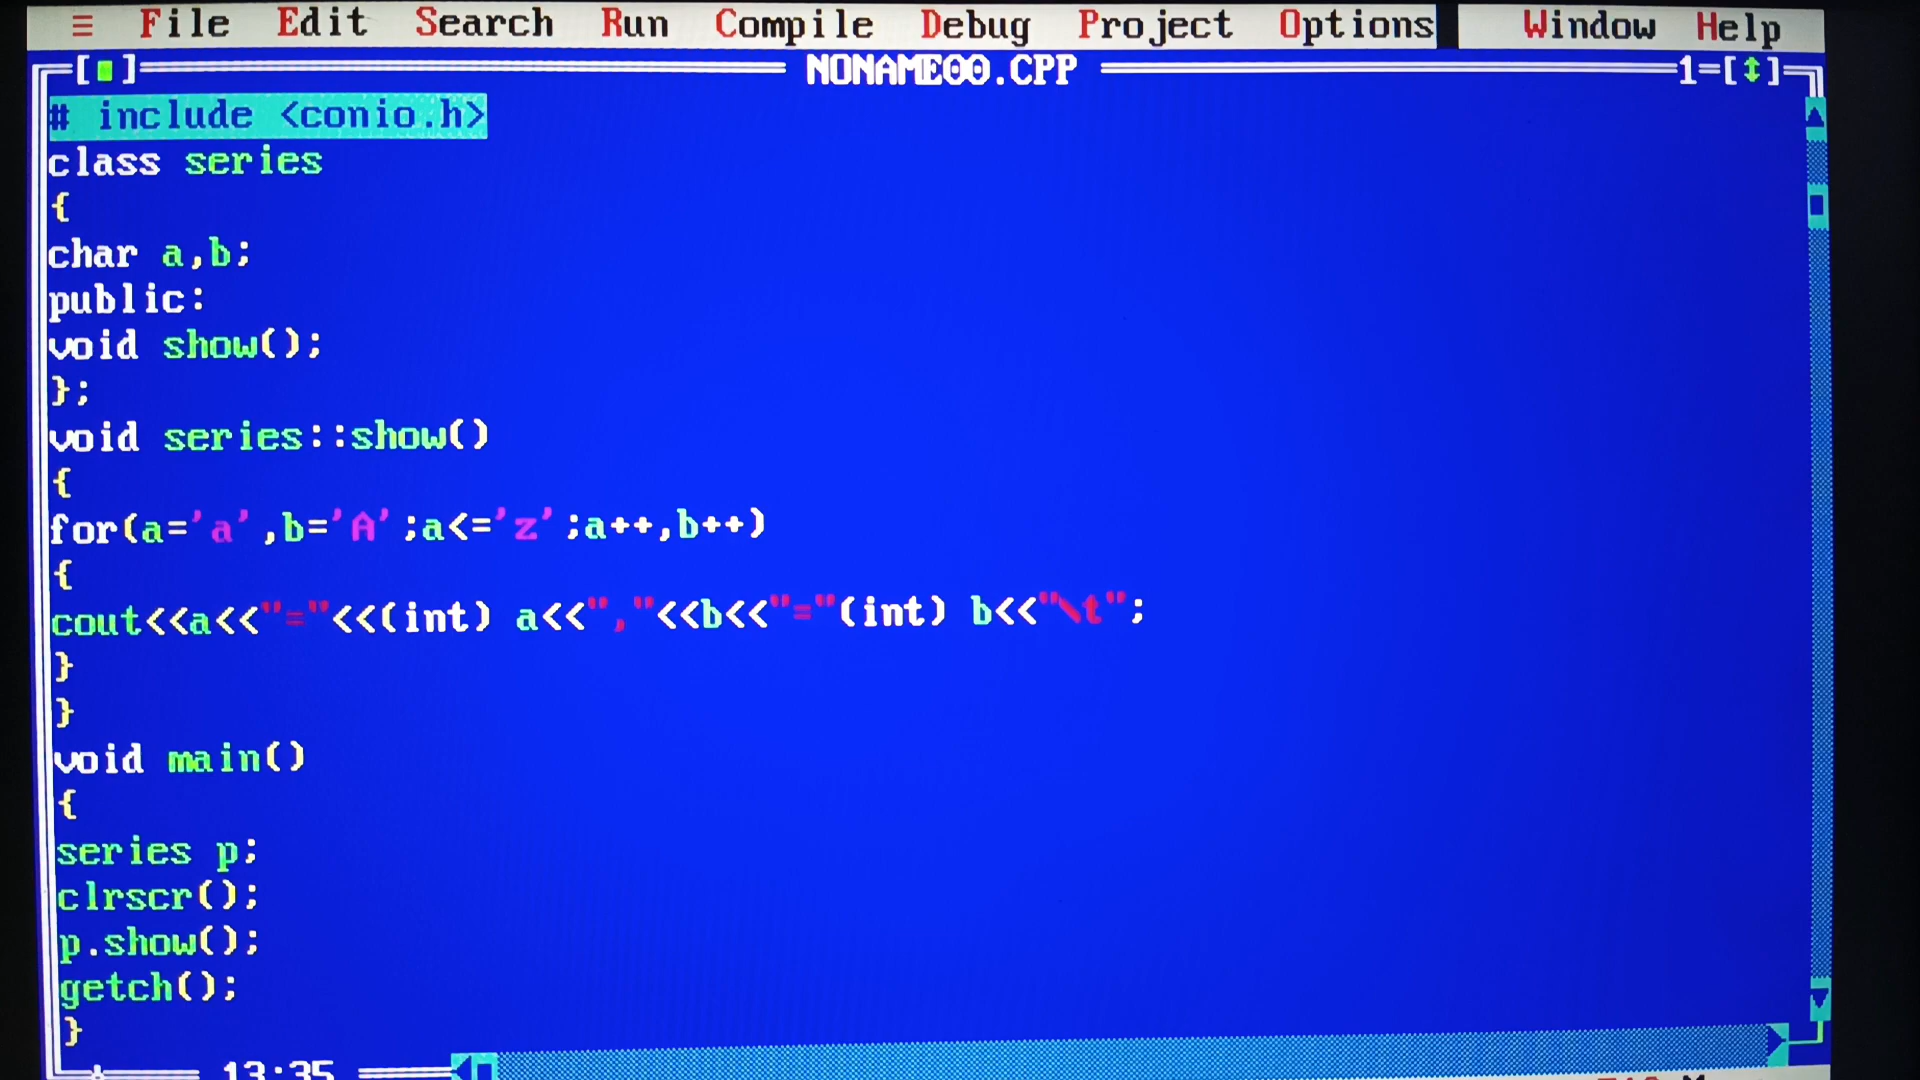 ≡ File Edit Search Run Compile Debug Project Options Window Help
[■] NONAME00.CPP 1=[↕]
# include <conio.h>
class series
{
char a,b;
public:
void show();
};
void series::show()
{
for(a='a',b='A';a<='z';a++,b++)
{
cout<<a<<"="<<(int) a<<","<<b<<"="(int) b<<"\t";
}
}
void main()
{
series p;
clrscr();
p.show();
getch();
}
13:35